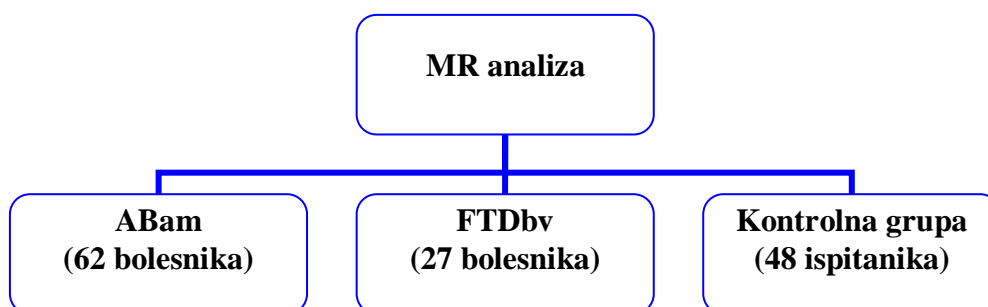 MR analiza
ABam
(62 bolesnika)
FTDbv
(27 bolesnika)
Kontrolna grupa
(48 ispitanika)